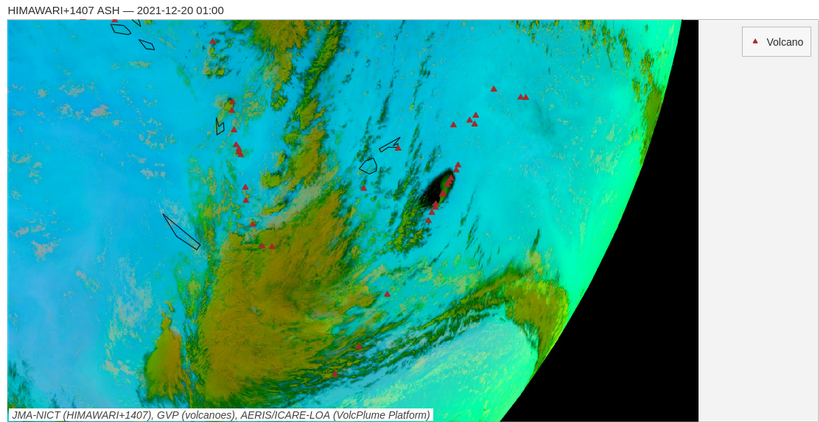 HIMAWARI+1407 ASH — 2021-12-20 01:00
Volcano
JMA-NICT (HIMAWARI+1407), GVP (volcanoes), AERIS/ICARE-LOA (VolcPlume Platform)